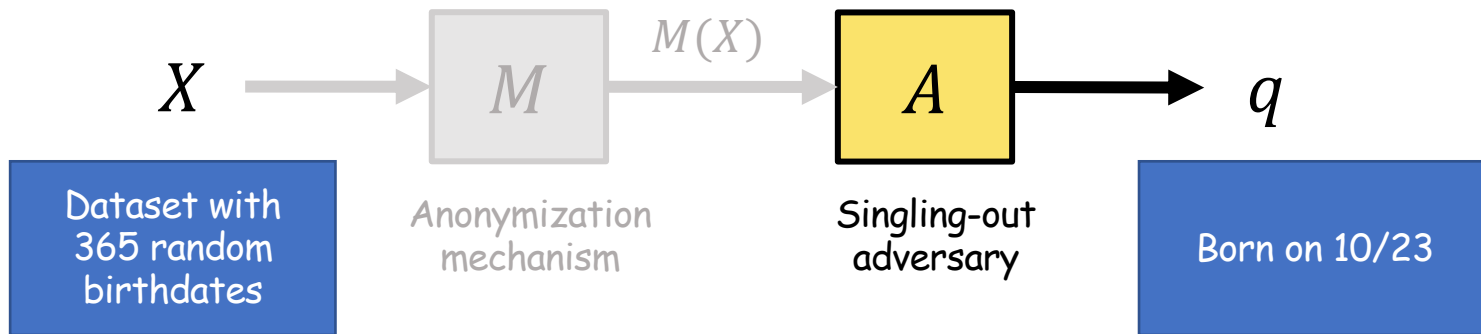 M(X)
X
M
A
q
Dataset with
365 random
birthdates
Anonymization
mechanism
Singling-out
adversary
Born on 10/23